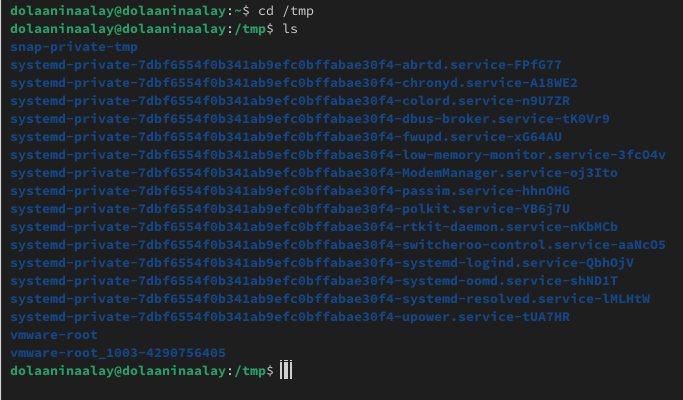 dolaaninaalay@dolaaninaalay:~$ cd /tmp
dolaaninaalay@dolaaninaalay:/tmp$ ls
snap-private-tmp
systemd-private-7dbf6554f0b341ab9efc0bffabae30f4-abrtd.service-FPfG77
systemd-private-7dbf6554f0b341ab9efc0bffabae30f4-chronyd.service-A18WE2
systemd-private-7dbf6554f0b341ab9efc0bffabae30f4-colord.service-n9U7ZR
systemd-private-7dbf6554f0b341ab9efc0bffabae30f4-dbus-broker.service-tK0Vr9
systemd-private-7dbf6554f0b341ab9efc0bffabae30f4-fwupd.service-xG64AU
systemd-private-7dbf6554f0b341ab9efc0bffabae30f4-low-memory-monitor.service-3fcO4v
systemd-private-7dbf6554f0b341ab9efc0bffabae30f4-ModemManager.service-oj3Ito
systemd-private-7dbf6554f0b341ab9efc0bffabae30f4-passim.service-hhnOHG
systemd-private-7dbf6554f0b341ab9efc0bffabae30f4-polkit.service-YB6j7U
systemd-private-7dbf6554f0b341ab9efc0bffabae30f4-rtkit-daemon.service-nKbMCb
systemd-private-7dbf6554f0b341ab9efc0bffabae30f4-switcheroo-control.service-aaNcO5
systemd-private-7dbf6554f0b341ab9efc0bffabae30f4-systemd-logind.service-QbhOjV
systemd-private-7dbf6554f0b341ab9efc0bffabae30f4-systemd-oomd.service-shND1T
systemd-private-7dbf6554f0b341ab9efc0bffabae30f4-systemd-resolved.service-lMLHtW
systemd-private-7dbf6554f0b341ab9efc0bffabae30f4-upower.service-tUA7HR
vmware-root
vmware-root_1003-4290756405
dolaaninaalay@dolaaninaalay:/tmp$